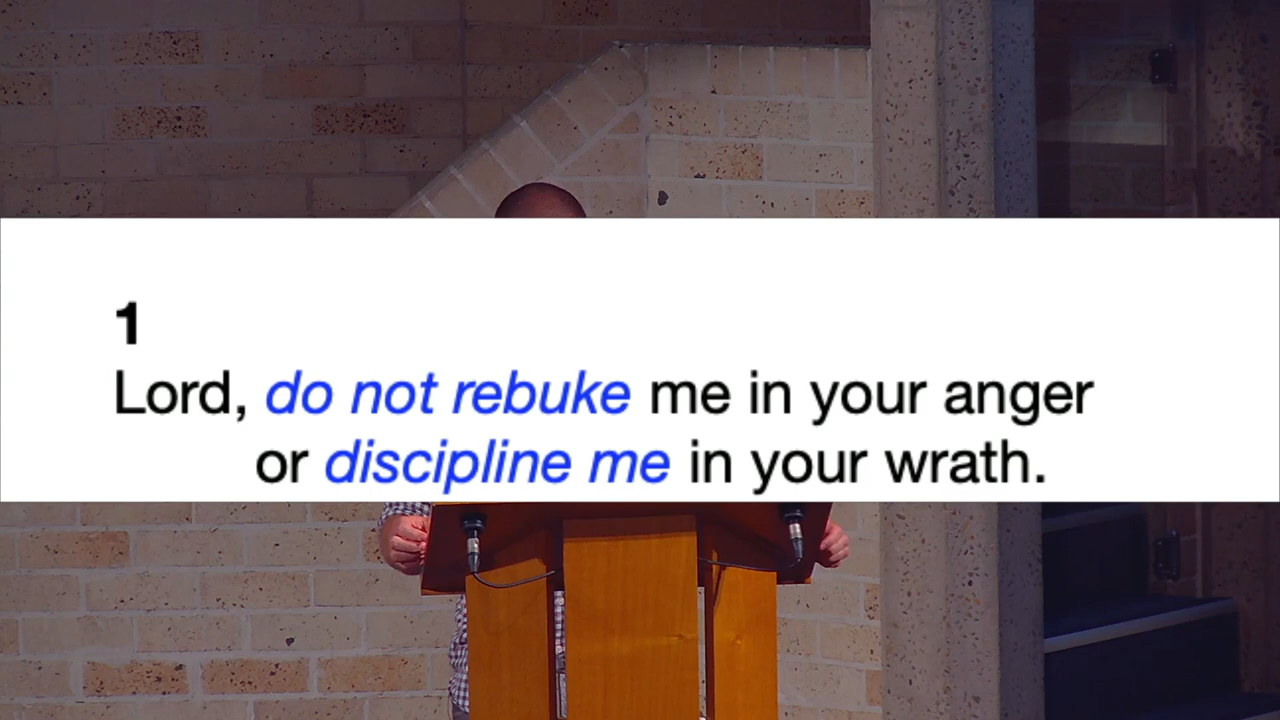 1
Lord, do not rebuke me in your anger
or discipline me in your wrath.